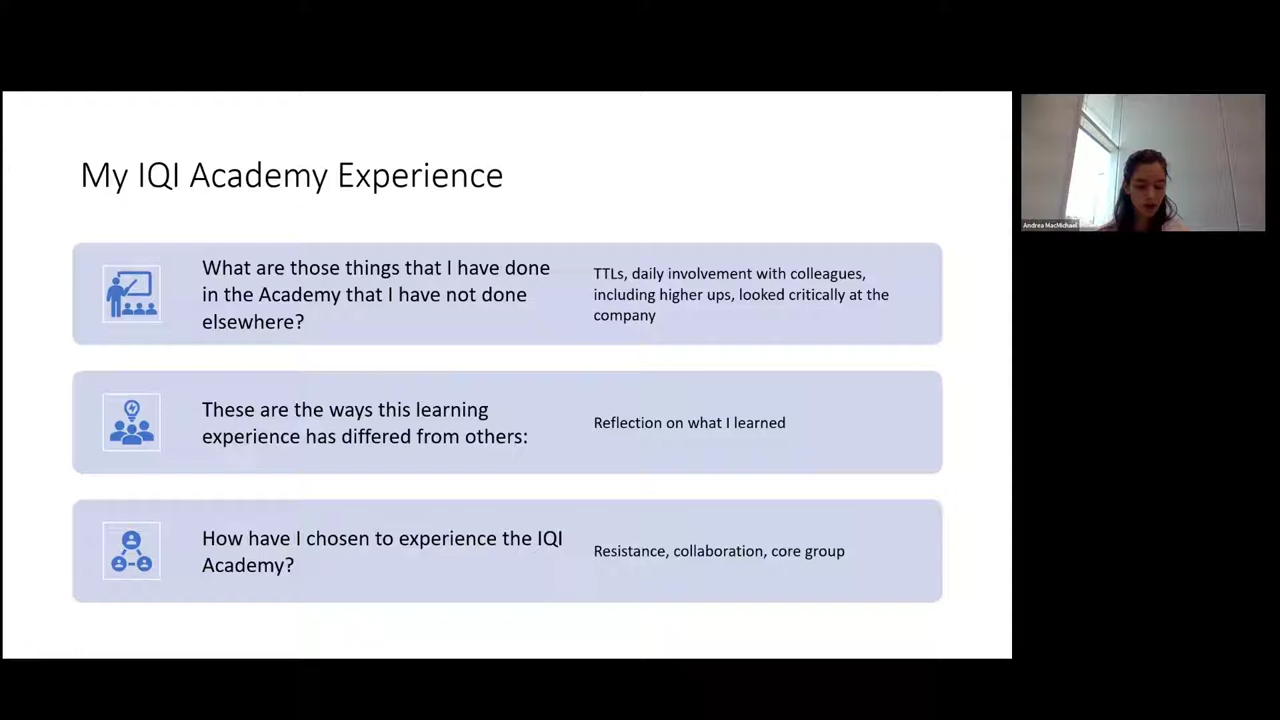 My IQI Academy Experience
What are those things that I have done
in the Academy that I have not done
elsewhere?
TTLs, daily involvement with colleagues,
including higher ups, looked critically at the
company
These are the ways this learning
experience has differed from others:
Reflection on what I learned
How have I chosen to experience the IQI
Academy?
Resistance, collaboration, core group
Andrea MacMichael